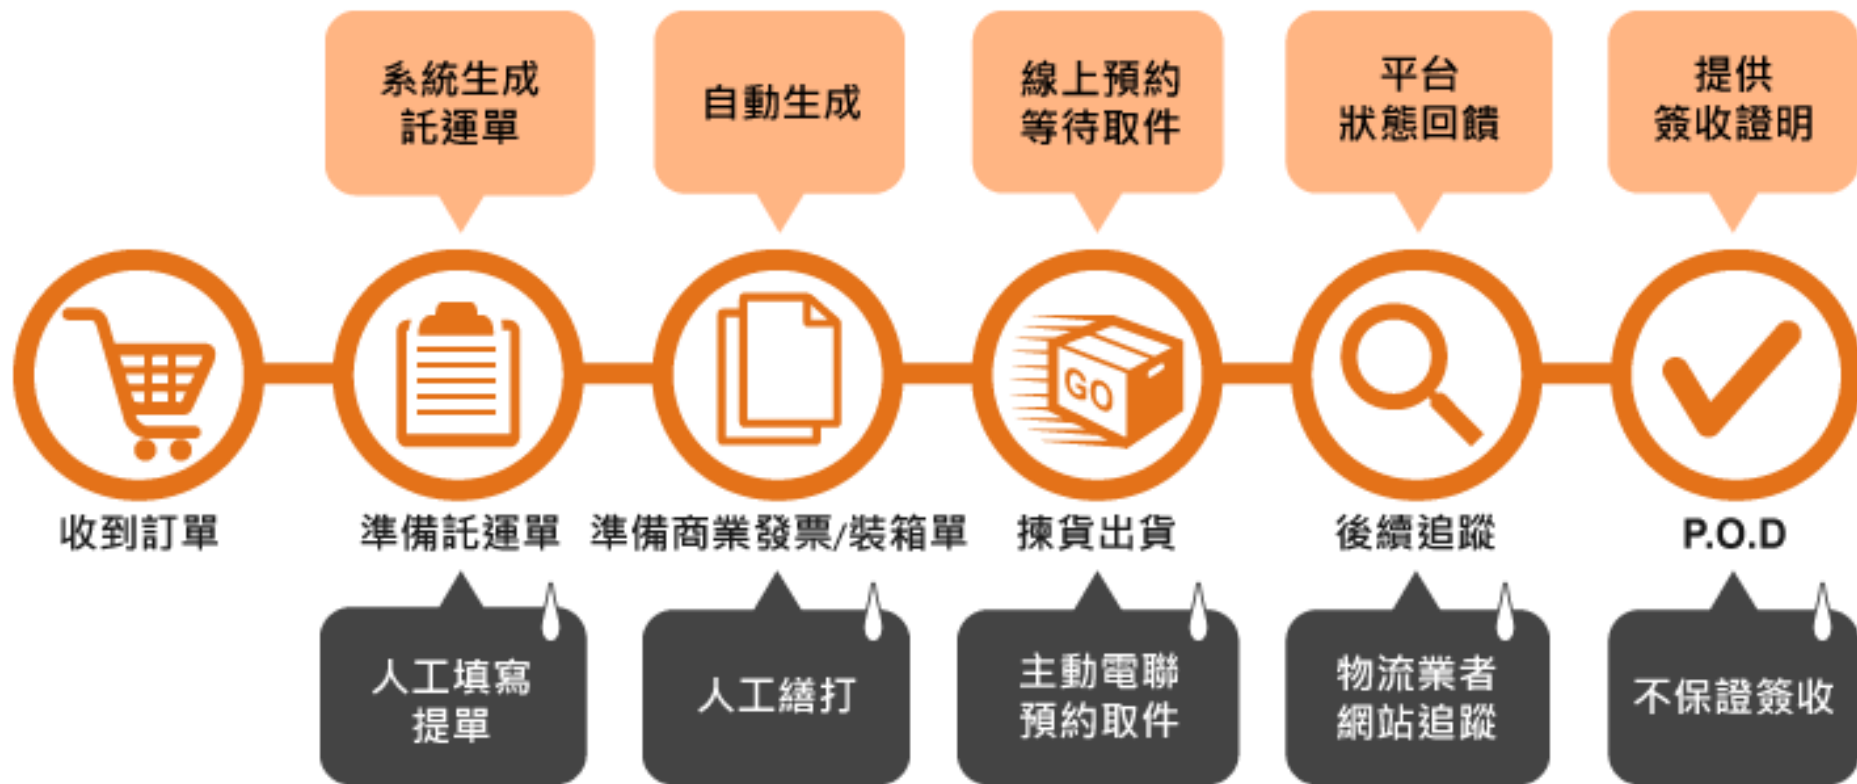 系統生成
託運單
自動生成
線上預約
等待取件
平台
狀態回饋
提供
簽收證明
GO
收到訂單
準備託運單
準備商業發票/裝箱單
揀貨出貨
後續追蹤
P.O.D
人工填寫
提單
人工繕打
主動電聯
預約取件
物流業者
網站追蹤
不保證簽收